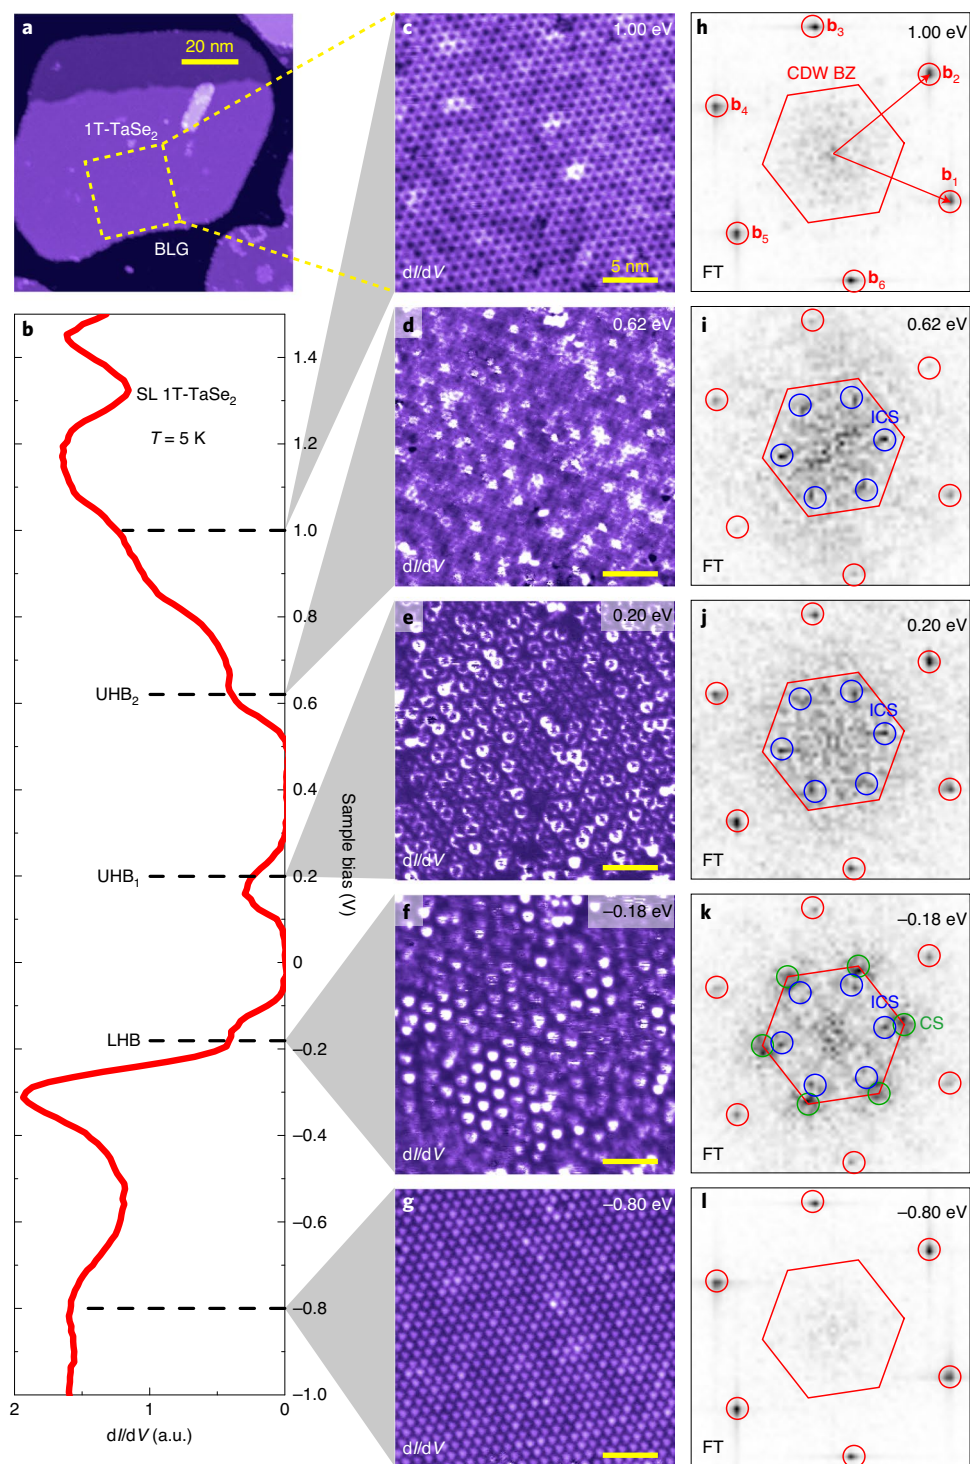 a
20 nm
1T-TaSe₂
BLG
b
SL 1T-TaSe₂
T = 5 K
UHB₂
UHB₁
LHB
1.4
1.2
1.0
0.8
0.6
0.4
0.2
0
−0.2
−0.4
−0.6
−0.8
−1.0
Sample bias (V)
2
1
0
dI/dV (a.u.)
c
1.00 eV
dI/dV
5 nm
d
0.62 eV
dI/dV
e
0.20 eV
dI/dV
f
−0.18 eV
dI/dV
g
−0.80 eV
dI/dV
h
1.00 eV
b₃
CDW BZ
b₂
b₄
b₁
b₅
b₆
FT
i
0.62 eV
ICS
FT
j
0.20 eV
ICS
FT
k
−0.18 eV
ICS
CS
FT
l
−0.80 eV
FT